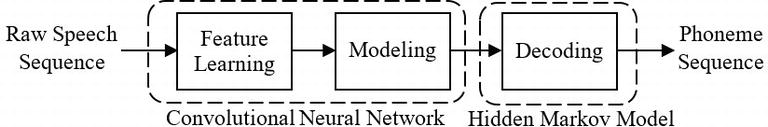 Raw Speech
Sequence
Feature
Learning
Modeling
Decoding
Phoneme
Sequence
Convolutional Neural Network
Hidden Markov Model